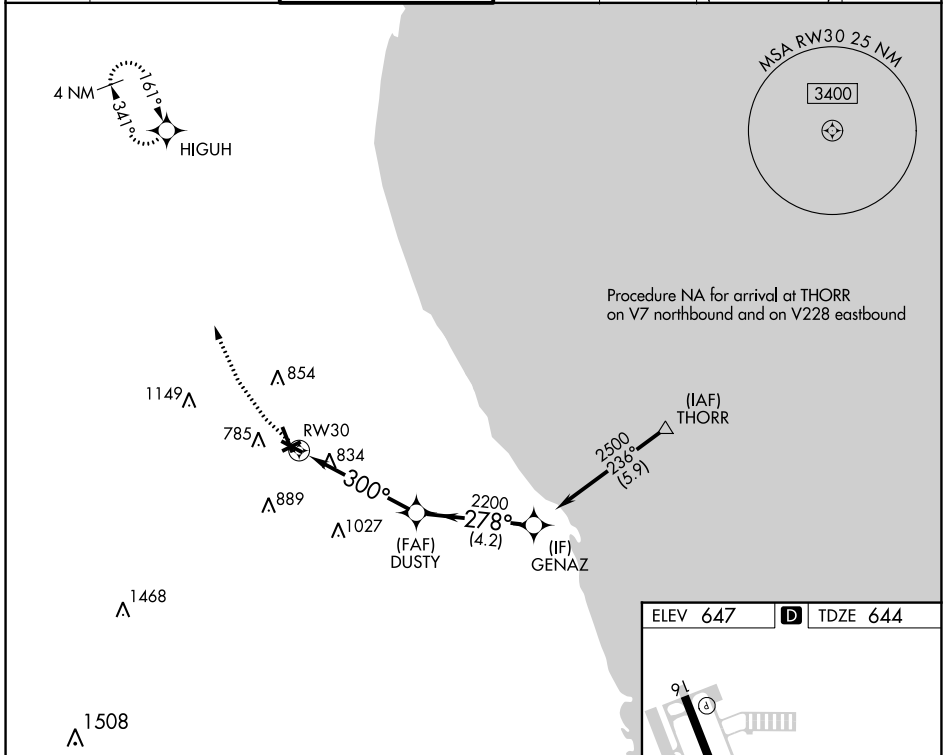 MSA RW30 25 NM
3400
4 NM
161°
341°
HIGUH
Procedure NA for arrival at THORR
on V7 northbound and on V228 eastbound
854
1149
(IAF)
THORR
785
RW30
834
2500
236°
(5.9)
300°
889
2200
278°
(4.2)
1027
(FAF)
DUSTY
(IF)
GENAZ
1468
ELEV 647
D
TDZE 644
16
P
1508